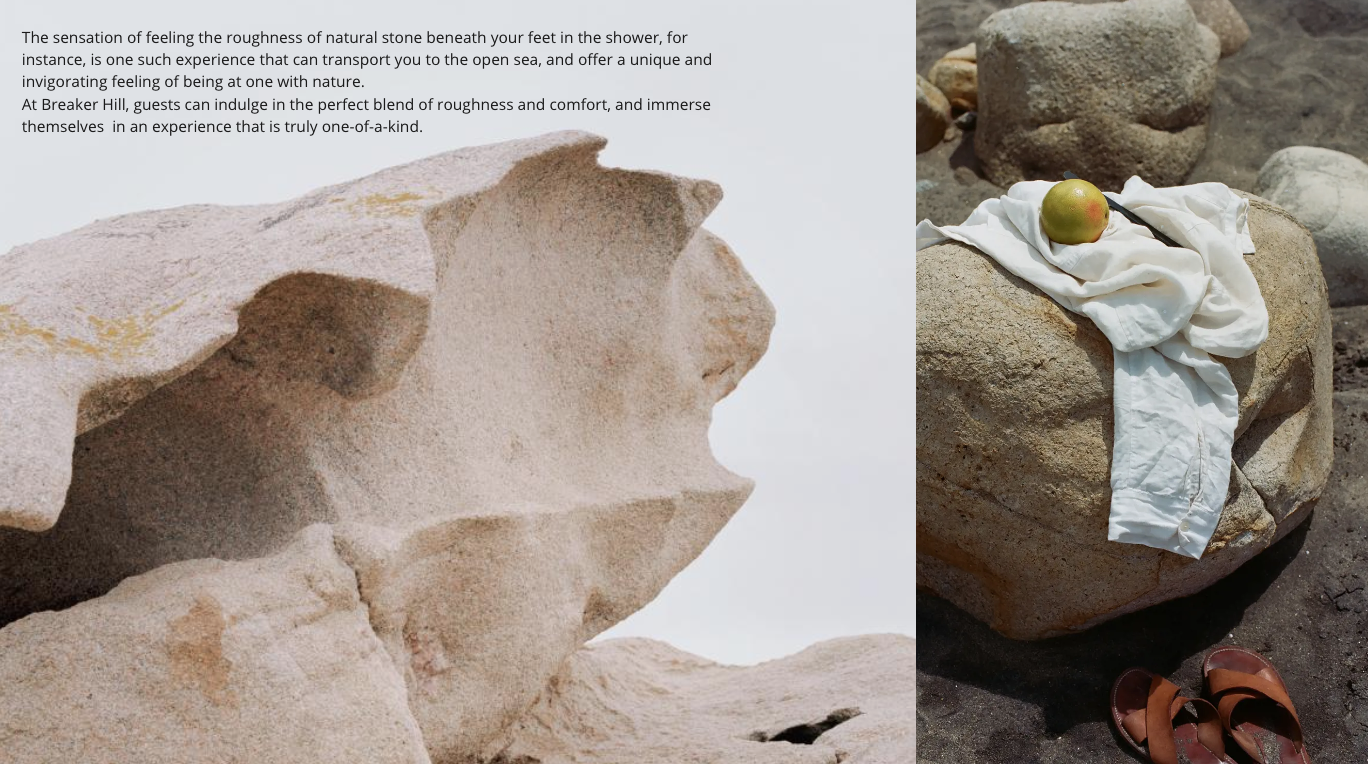 The sensation of feeling the roughness of natural stone beneath your feet in the shower, for
instance, is one such experience that can transport you to the open sea, and offer a unique and
invigorating feeling of being at one with nature.
At Breaker Hill, guests can indulge in the perfect blend of roughness and comfort, and immerse
themselves  in an experience that is truly one-of-a-kind.